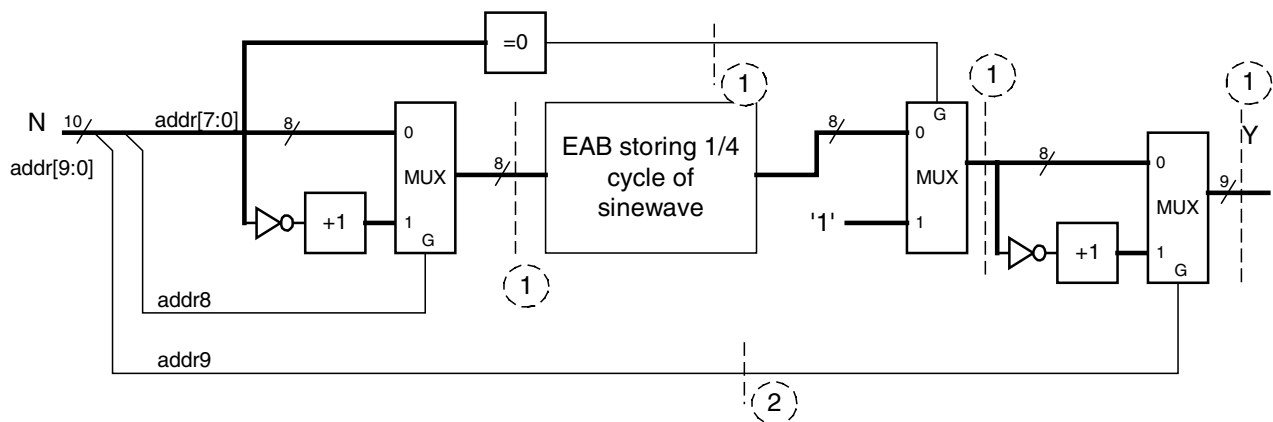 =0
1
1
1
N
10
addr[7:0]
8
0
addr[9:0]
MUX
8
EAB storing 1/4
cycle of
sinewave
8
0
G
MUX
8
0
MUX
9
Y
+1
1
G
'1'
1
+1
1
G
1
addr8
addr9
2